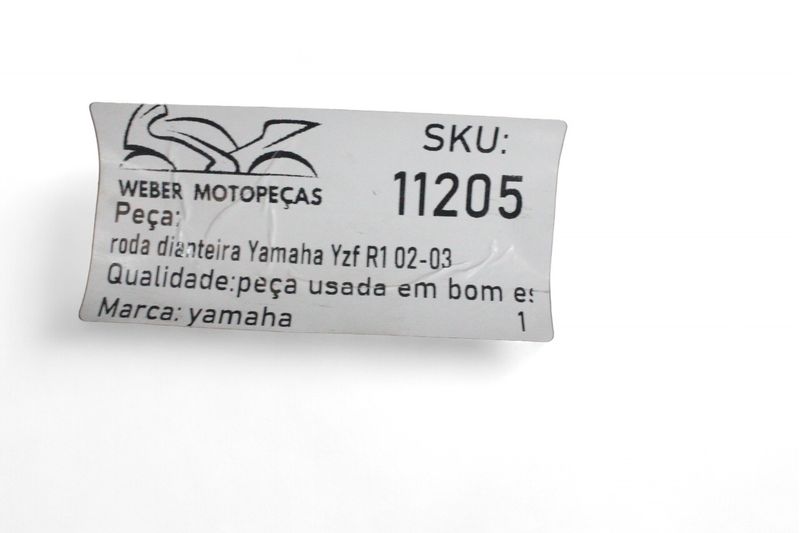 WEBER MOTOPEÇAS
SKU:
11205
Peça:
roda dianteira Yamaha Yzf R1 02-03
Qualidade:peça usada em bom es
Marca: yamaha
1